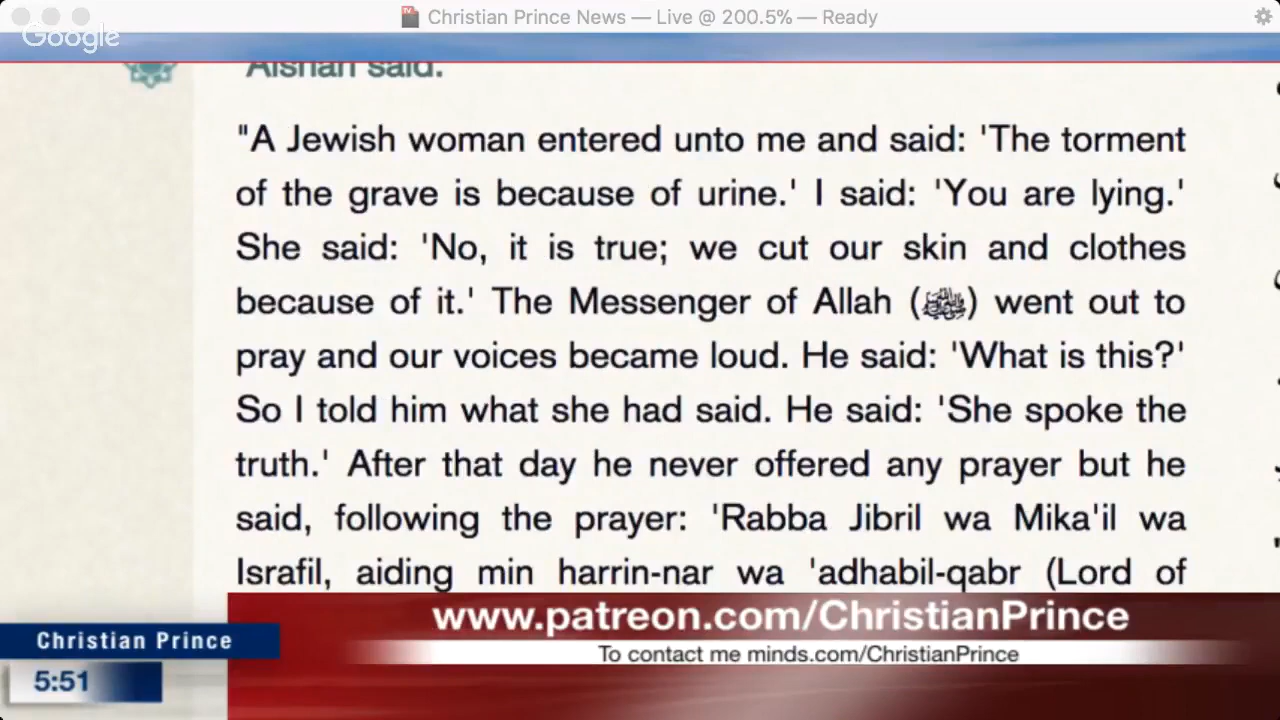 Christian Prince News — Live @ 200.5% — Ready
Google
Aishah said:
"A Jewish woman entered unto me and said: 'The torment
of the grave is because of urine.' I said: 'You are lying.'
She said: 'No, it is true; we cut our skin and clothes
because of it.' The Messenger of Allah (ﷺ) went out to
pray and our voices became loud. He said: 'What is this?'
So I told him what she had said. He said: 'She spoke the
truth.' After that day he never offered any prayer but he
said, following the prayer: 'Rabba Jibril wa Mika'il wa
Israfil, aiding min harrin-nar wa 'adhabil-qabr (Lord of
www.patreon.com/ChristianPrince
To contact me minds.com/ChristianPrince
Christian Prince
5:51